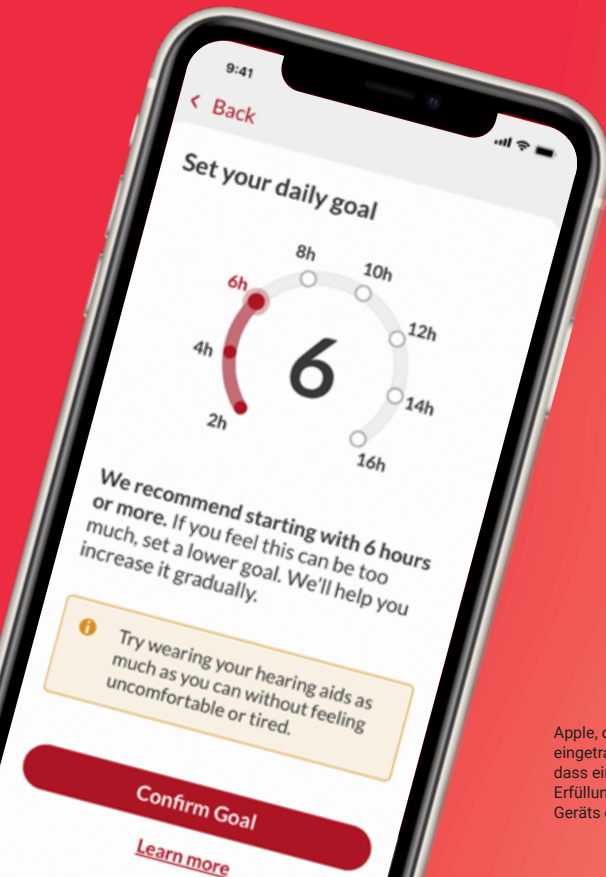 9:41
Back
Set your daily goal
8h
10h
6h
12h
4h
6
14h
2h
16h
We recommend starting with 6 hours
or more. If you feel this can be too
much, set a lower goal. We'll help you
increase it gradually.
Try wearing your hearing aids as
much as you can without feeling
uncomfortable or tired.
Confirm Goal
Learn more
Apple,
eingetra
dass ei
Erfüllun
Geräts